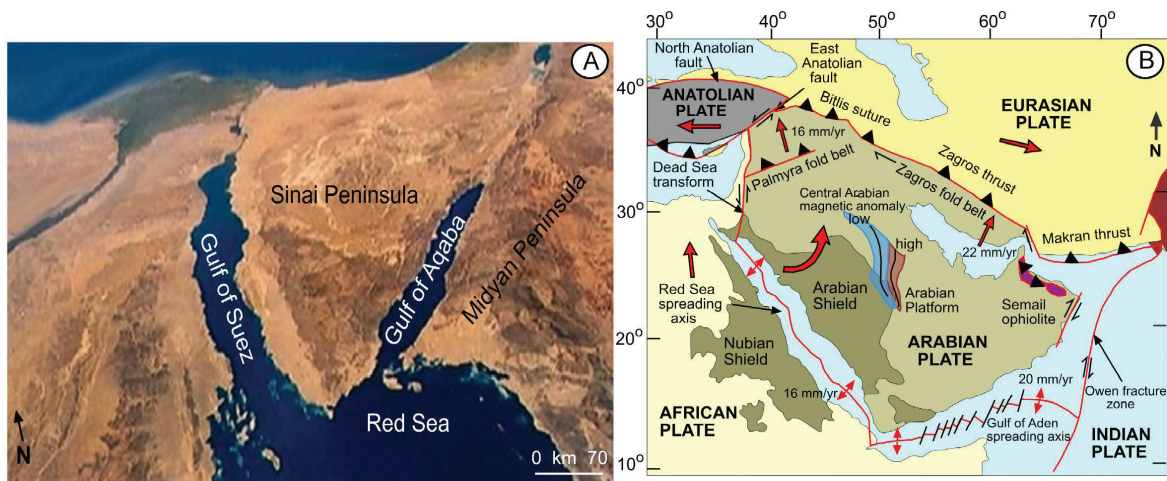 A
Sinai Peninsula
Gulf of Suez
Gulf of Aqaba
Midyan Peninsula
Red Sea
N
0 km 70
30° 40° 50° 60° 70°
B
40°
30°
20°
10°
North Anatolian
fault
East
Anatolian
fault
ANATOLIAN
PLATE
Bitlis suture
EURASIAN
PLATE
N
16 mm/yr
Dead Sea
transform
Palmyra fold belt
Zagros thrust
Zagros fold belt
Central Arabian
magnetic anomaly
low
high
22 mm/yr
Makran thrust
Red Sea
spreading
axis
Arabian
Shield
Arabian
Platform
Semail
ophiolite
Nubian
Shield
ARABIAN
PLATE
16 mm/yr
20 mm/yr
Owen fracture
zone
AFRICAN
PLATE
Gulf of Aden
spreading axis
INDIAN
PLATE